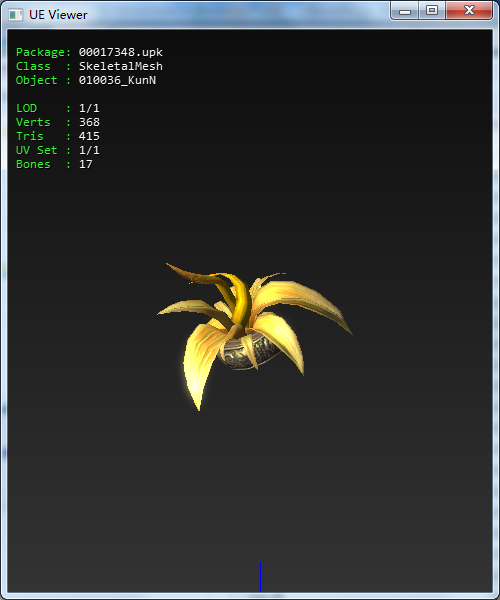 UE Viewer
Package: 00017348.upk
Class  : SkeletalMesh
Object : 010036_KunN
LOD    : 1/1
Verts  : 368
Tris   : 415
UV Set : 1/1
Bones  : 17